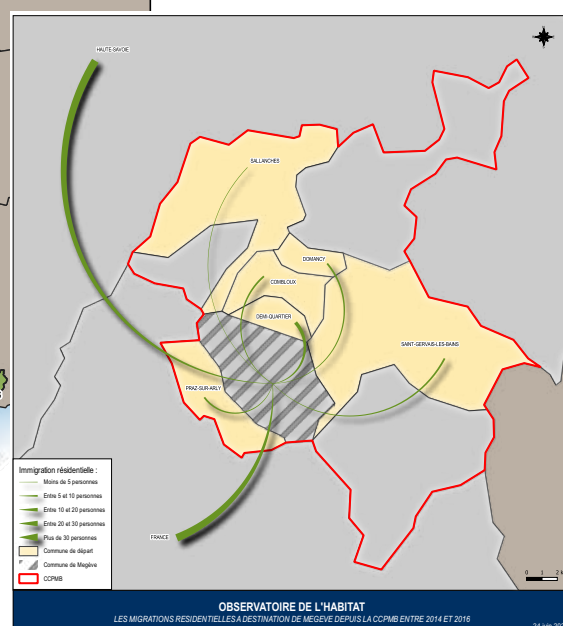 HAUTE-SAVOIE
SALLANCHES
DOMANCY
COMBLOUX
DEMI-QUARTIER
SAINT-GERVAIS-LES-BAINS
PRAZ-SUR-ARLY
FRANCE
Immigration résidentielle :
Moins de 5 personnes
Entre 5 et 10 personnes
Entre 10 et 20 personnes
Entre 20 et 30 personnes
Plus de 30 personnes
Commune de départ
Commune de Megève
CCPMB
0 1 2
OBSERVATOIRE DE L'HABITAT
LES MIGRATIONS RESIDENTIELLES A DESTINATION DE MEGEVE DEPUIS LA CCPMB ENTRE 2014 ET 2016
24 juin